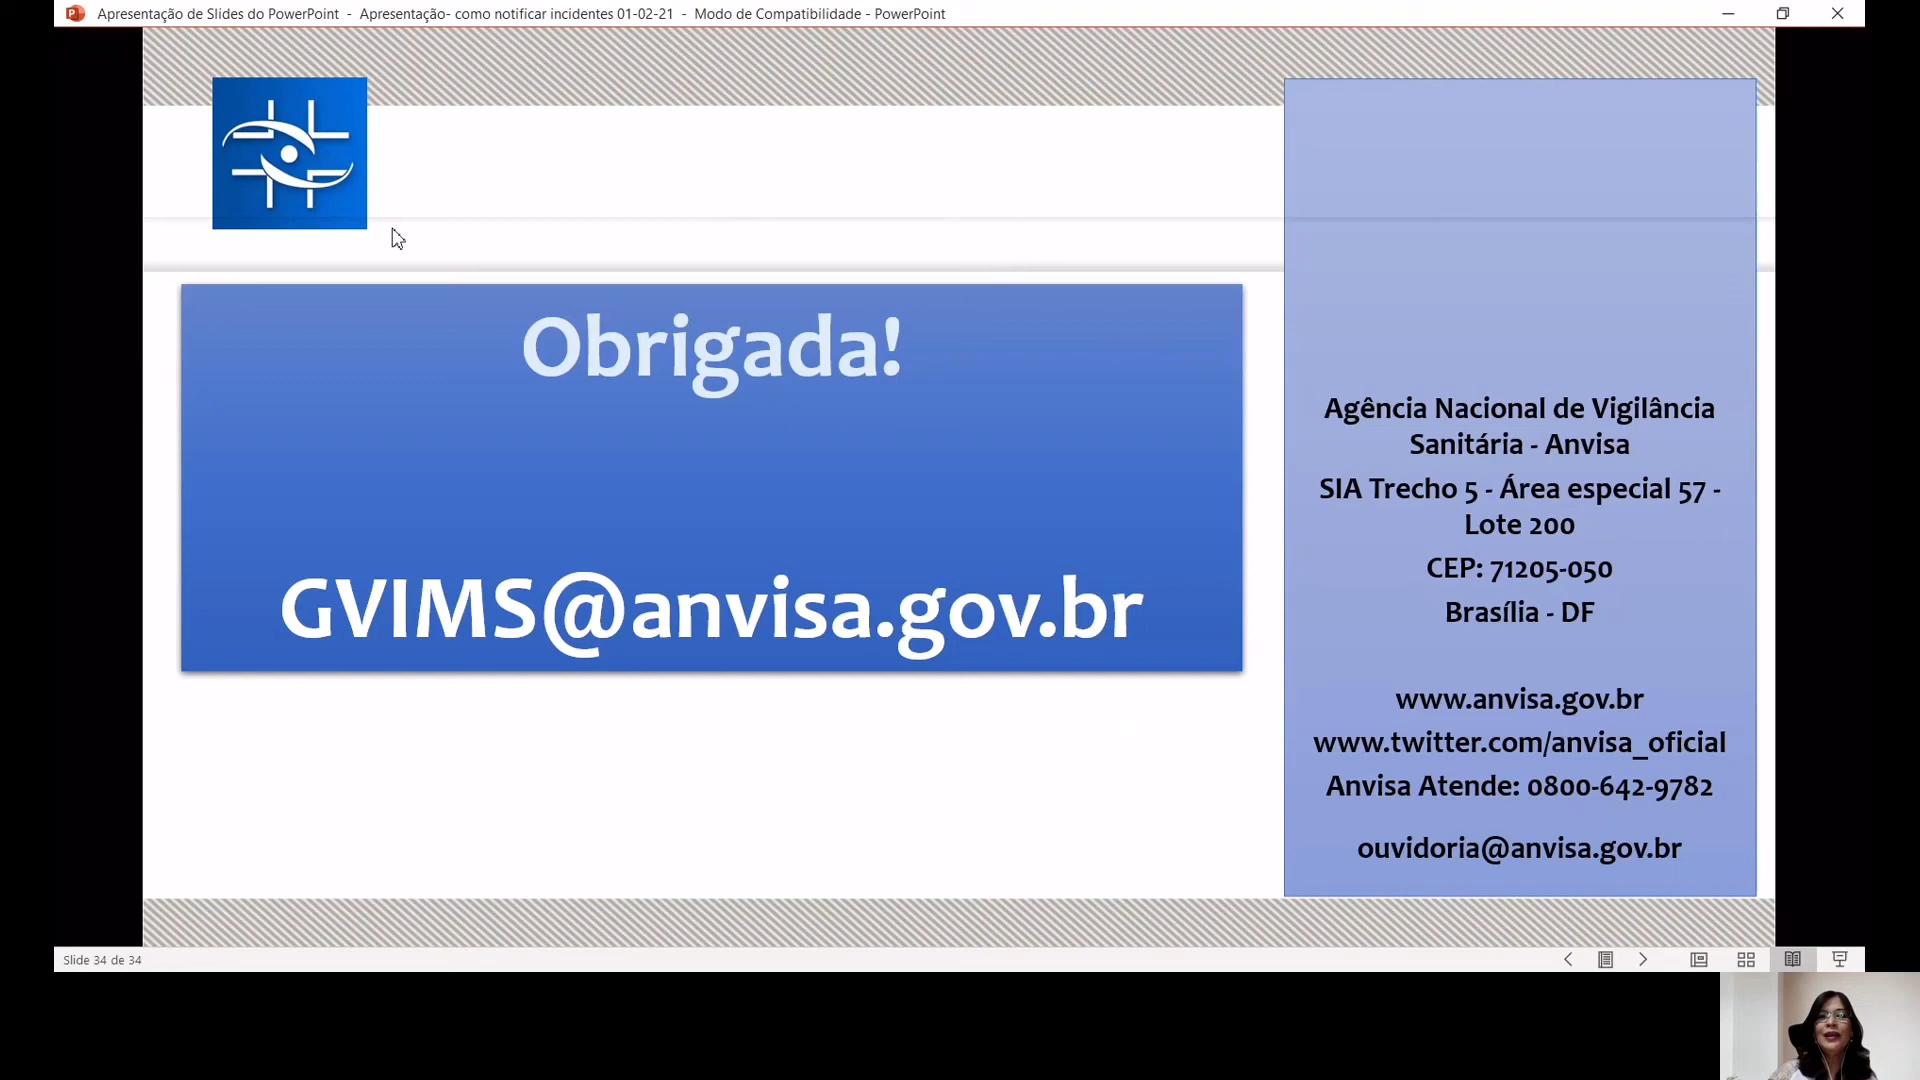 Apresentação de Slides do PowerPoint - Apresentação- como notificar incidentes 01-02-21 - Modo de Compatibilidade - PowerPoint
Obrigada!
GVIMS@anvisa.gov.br
Agência Nacional de Vigilância
Sanitária - Anvisa
SIA Trecho 5 - Área especial 57 -
Lote 200
CEP: 71205-050
Brasília - DF
www.anvisa.gov.br
www.twitter.com/anvisa_oficial
Anvisa Atende: 0800-642-9782
ouvidoria@anvisa.gov.br
Slide 34 de 34